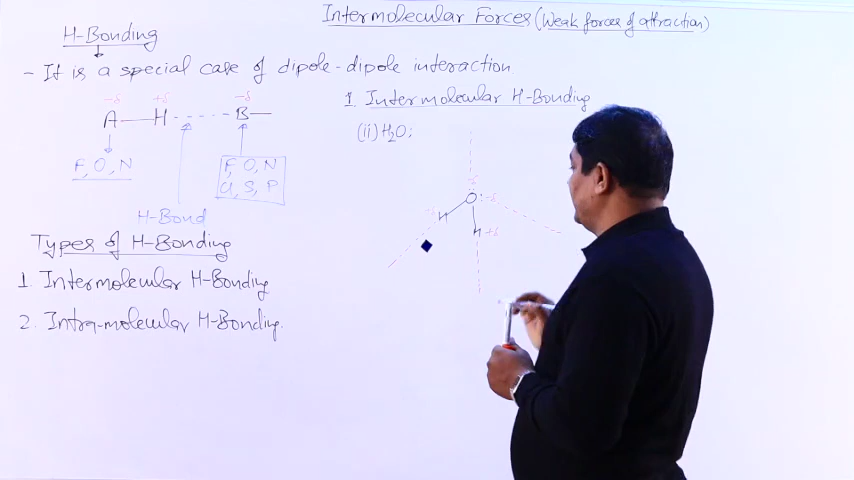 Intermolecular Forces (Weak forces of attraction)
H-Bonding
- It is a special case of dipole-dipole interaction
-δ +δ -δ
A — H - - - - B —
F, O, N
F, O, N
Cl, S, P
H-Bond
Types of H-Bonding
1. Intermolecular H-Bonding
2. Intra-molecular H-Bonding.
1. Intermolecular H-Bonding
(ii) H₂O;
-δ
O: -δ
H
H +δ